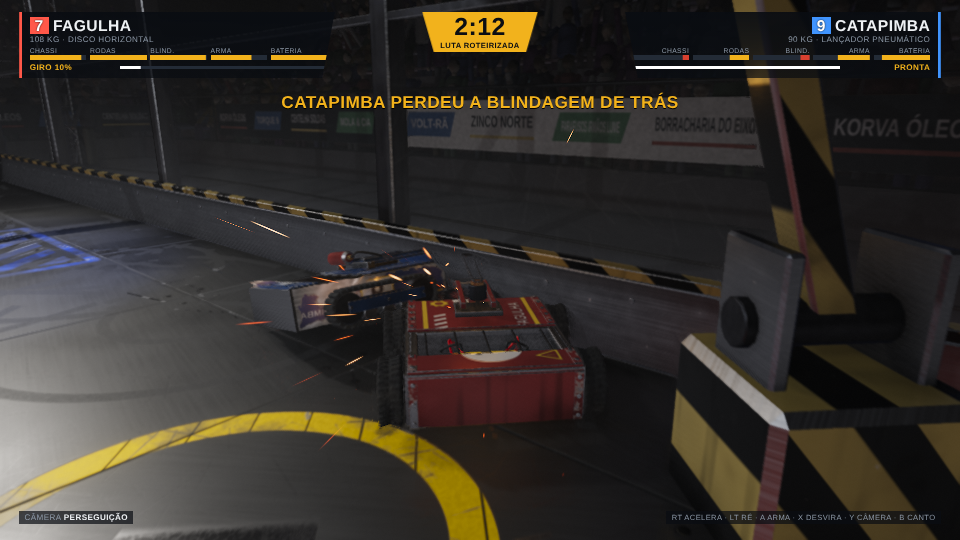 7 FAGULHA
108 KG · DISCO HORIZONTAL
CHASSI RODAS BLIND. ARMA BATERIA
GIRO 10%
2:12
LUTA ROTEIRIZADA
9 CATAPIMBA
90 KG · LANÇADOR PNEUMÁTICO
CHASSI RODAS BLIND. ARMA BATERIA
PRONTA
CATAPIMBA PERDEU A BLINDAGEM DE TRÁS
VOLT-RÃ
ZINCO NORTE
BORRACHARIA DO EIXO
KORVA ÓLEO
CÂMERA PERSEGUIÇÃO
RT ACELERA · LT RÉ · A ARMA · X DESVIRA · Y CÂMERA · B CANTO